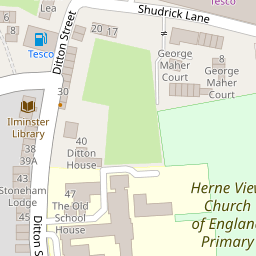 Shudrick Lane
Tesco
Lea
Ditton Street
20 17
Tesco
George
Maher
Court
8
George
Maher
Court
30
Ilminster
Library
40
Ditton
House
45
38
39A
Stoneham
Lodge
47
The Old
School
House
Herne View
Church
of England
Primary
Ditton S